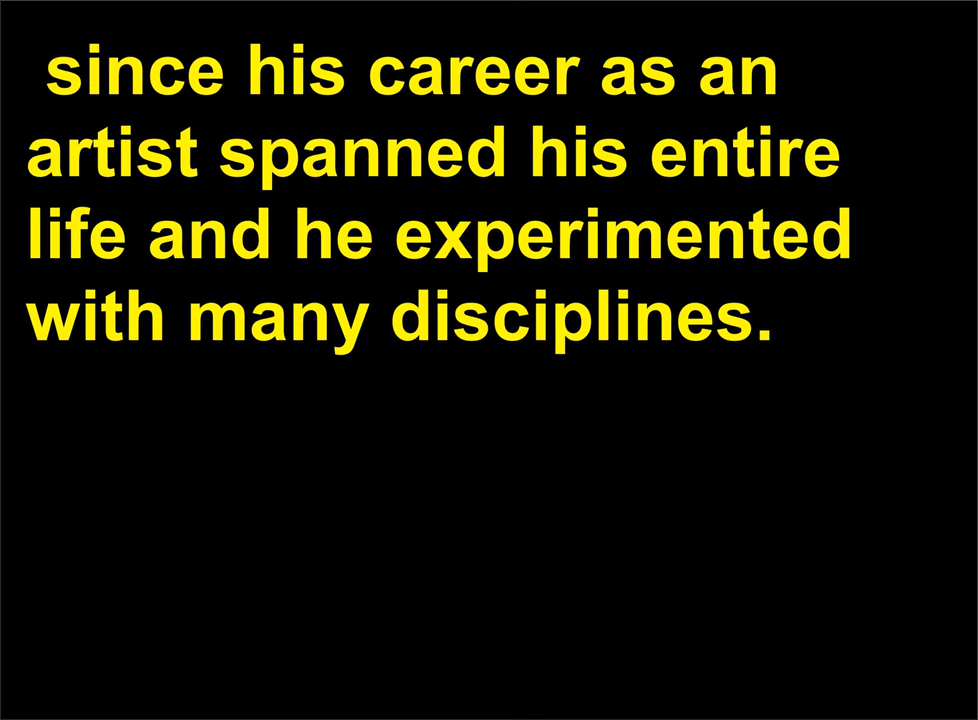 since his career as an
artist spanned his entire
life and he experimented
with many disciplines.